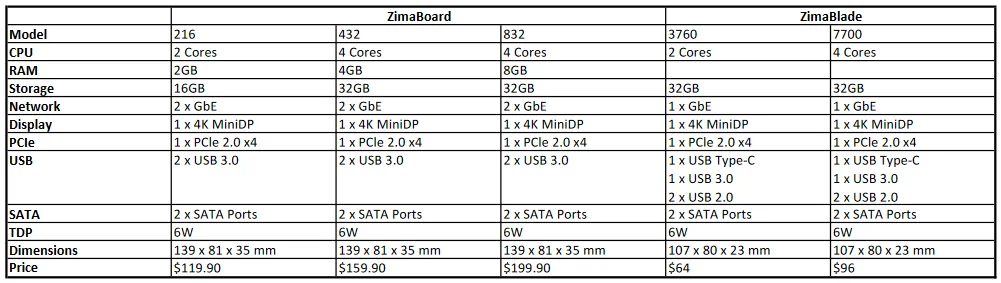 ZimaBoard ZimaBlade
Model 216 432 832 3760 7700
CPU 2 Cores 4 Cores 4 Cores 2 Cores 4 Cores
RAM 2GB 4GB 8GB
Storage 16GB 32GB 32GB 32GB 32GB
Network 2 x GbE 2 x GbE 2 x GbE 1 x GbE 1 x GbE
Display 1 x 4K MiniDP 1 x 4K MiniDP 1 x 4K MiniDP 1 x 4K MiniDP 1 x 4K MiniDP
PCIe 1 x PCIe 2.0 x4 1 x PCIe 2.0 x4 1 x PCIe 2.0 x4 1 x PCIe 2.0 x4 1 x PCIe 2.0 x4
USB 2 x USB 3.0 2 x USB 3.0 2 x USB 3.0 1 x USB Type-C 1 x USB Type-C
1 x USB 3.0 1 x USB 3.0
2 x USB 2.0 2 x USB 2.0
SATA 2 x SATA Ports 2 x SATA Ports 2 x SATA Ports 2 x SATA Ports 2 x SATA Ports
TDP 6W 6W 6W 6W 6W
Dimensions 139 x 81 x 35 mm 139 x 81 x 35 mm 139 x 81 x 35 mm 107 x 80 x 23 mm 107 x 80 x 23 mm
Price $119.90 $159.90 $199.90 $64 $96